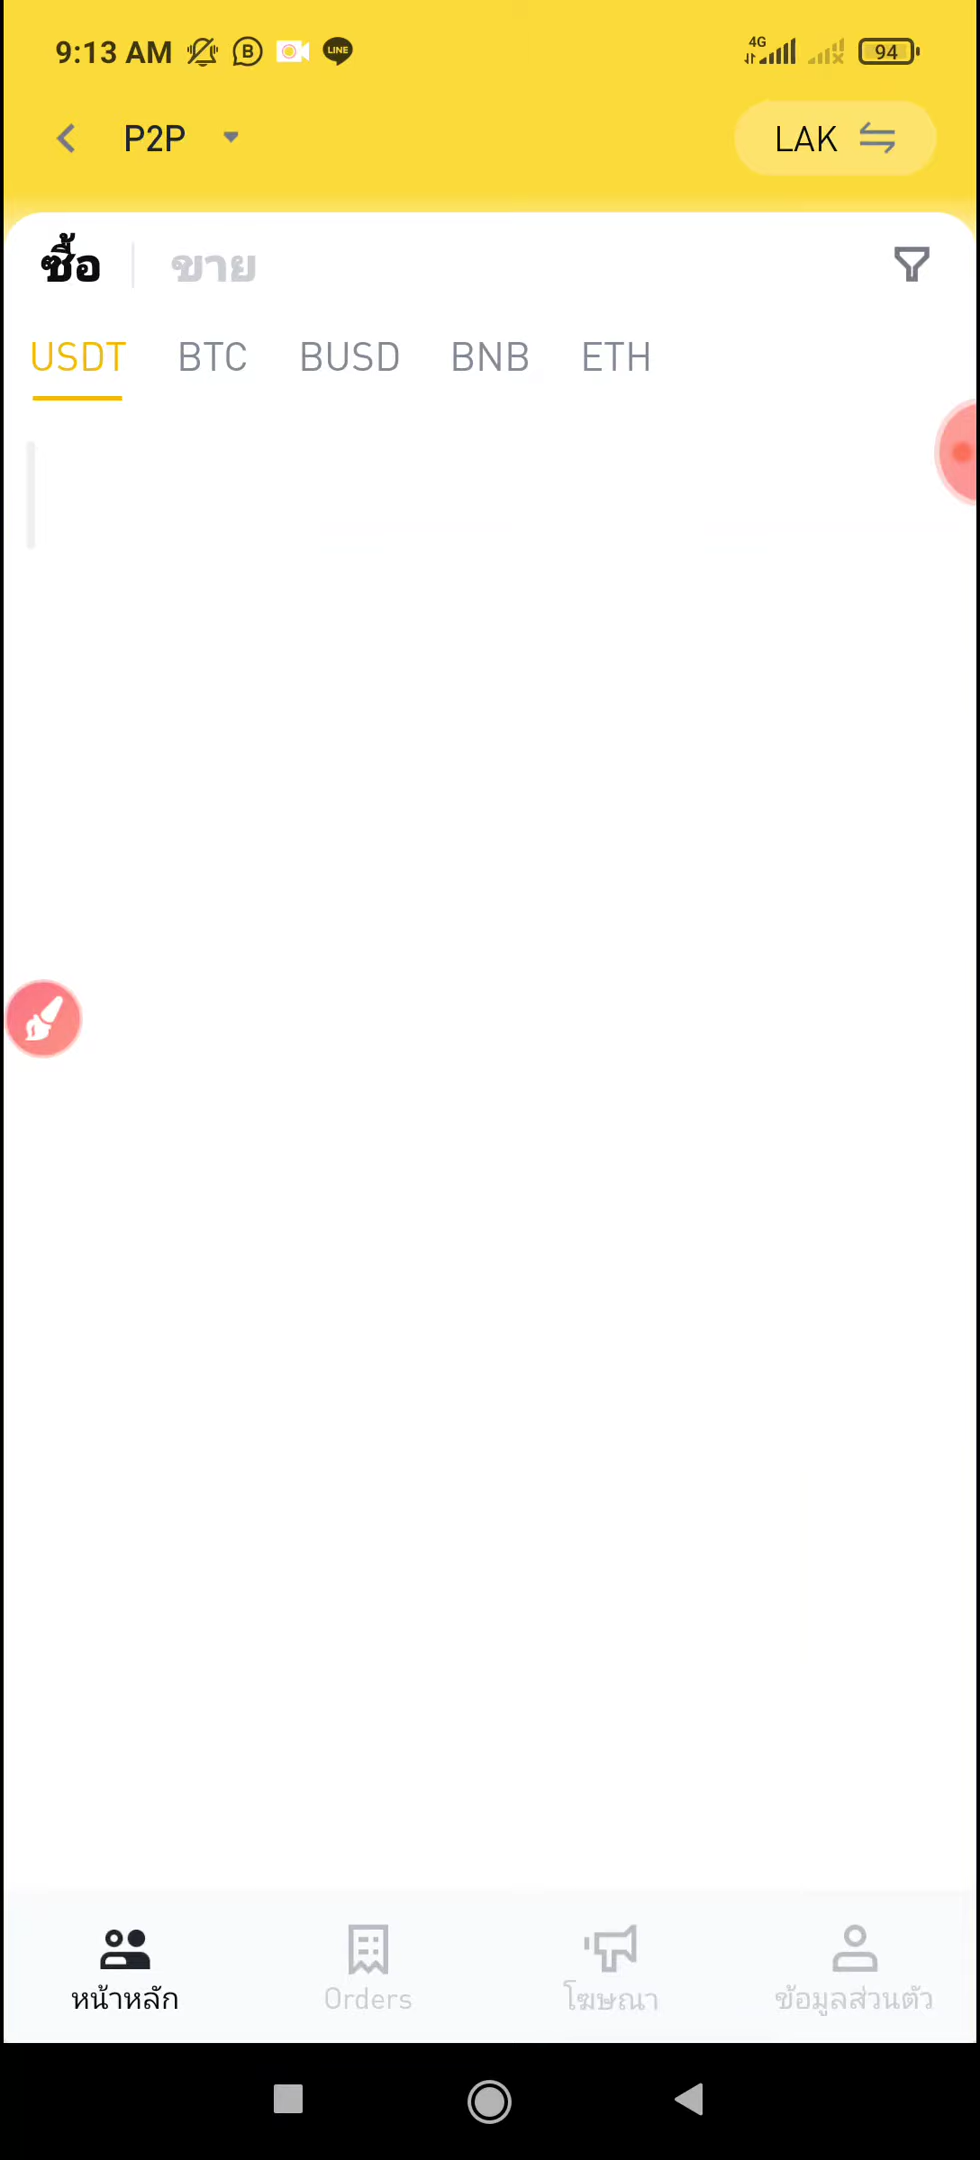 9:13 AM B LINE 4G 94
P2P LAK
ซื้อ ขาย
USDT BTC BUSD BNB ETH
หน้าหลัก Orders โฆษณา ข้อมูลส่วนตัว